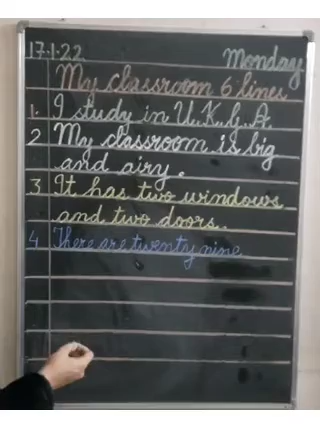 17.1.22 Monday
My classroom 6 lines
1. I study in U.K.G.A.
2 My classroom is big
and airy.
3 It has two windows
and two doors.
4 There are twenty nine